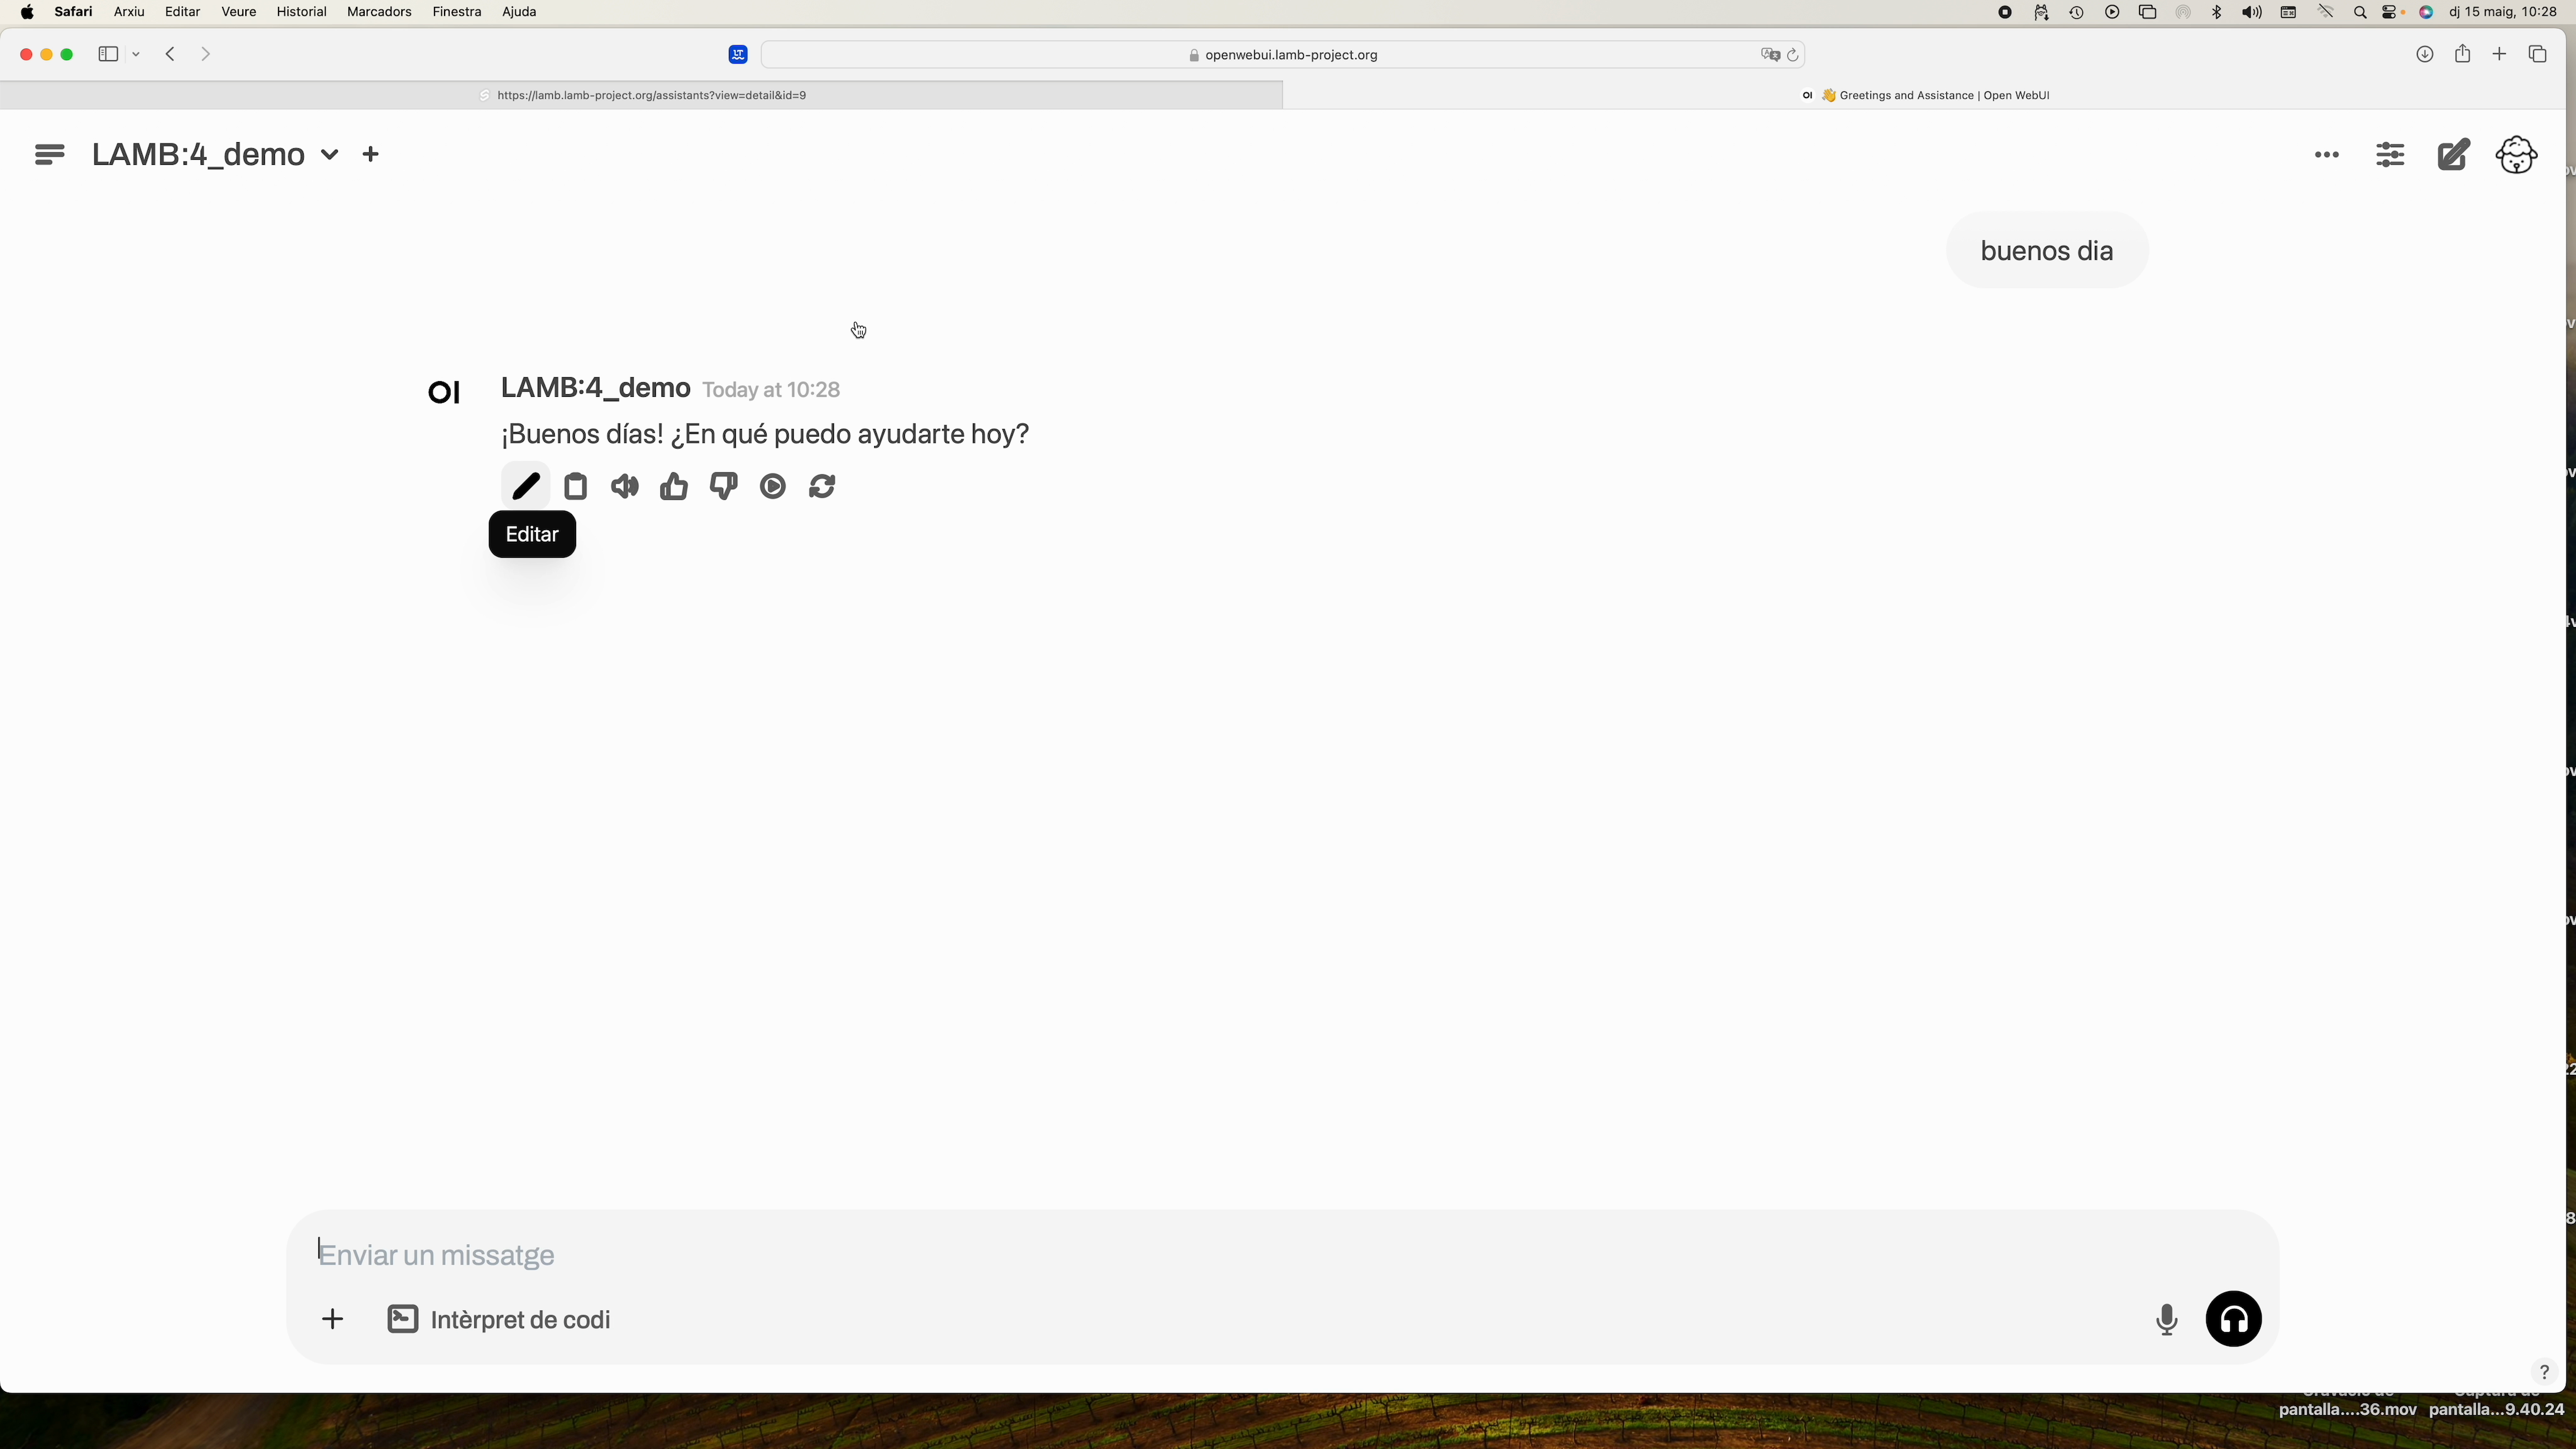 Safari Arxiu Editar Veure Historial Marcadors Finestra Ajuda dj 15 maig, 10:28
openwebui.lamb-project.org
https://lamb.lamb-project.org/assistants?view=detail&id=9 OI 👋 Greetings and Assistance | Open WebUI
LAMB:4_demo
buenos dia
OI LAMB:4_demo Today at 10:28
¡Buenos días! ¿En qué puedo ayudarte hoy?
Editar
Enviar un missatge
Intèrpret de codi
?
pantalla....36.mov pantalla...9.40.24